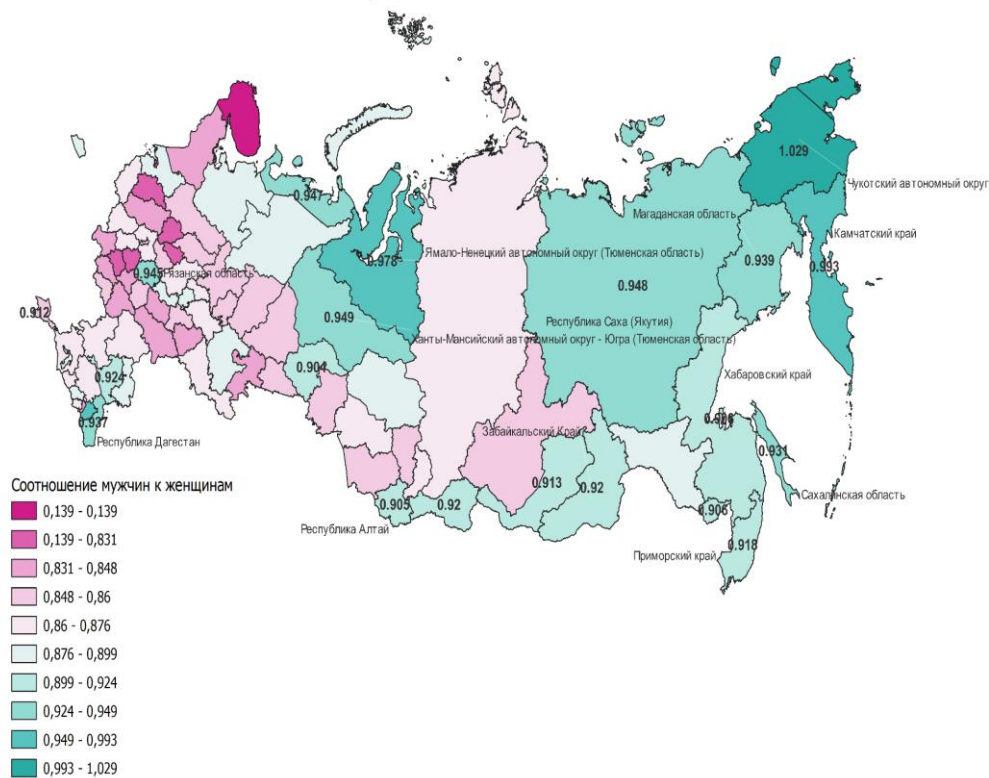 1.029
Чукотский автономный округ
0.947
Магаданская область
Камчатский край
Ямало-Ненецкий автономный округ (Тюменская область)
0.978
0.939
0.993
0.945
Рязанская область
0.948
0.912
0.949
Республика Саха (Якутия)
Ханты-Мансийский автономный округ - Югра (Тюменская область)
0.904
0.924
Хабаровский край
0.937
Забайкальский Край
Республика Дагестан
0.931
0.913
0.92
Сахалинская область
0.905
0.92
0.906
Республика Алтай
0.918
Приморский край
Соотношение мужчин к женщинам
0,139 - 0,139
0,139 - 0,831
0,831 - 0,848
0,848 - 0,86
0,86 - 0,876
0,876 - 0,899
0,899 - 0,924
0,924 - 0,949
0,949 - 0,993
0,993 - 1,029